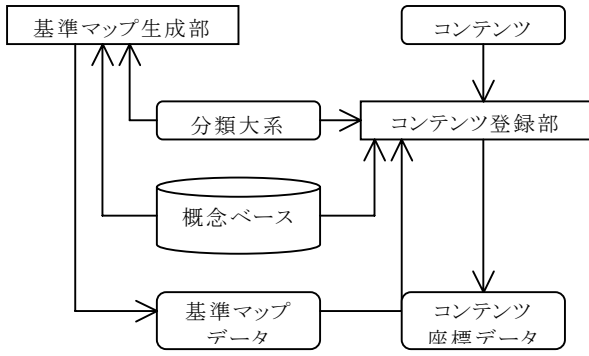 基準マップ生成部
コンテンツ
分類大系
コンテンツ登録部
概念ベース
基準マップ
データ
コンテンツ
座標データ